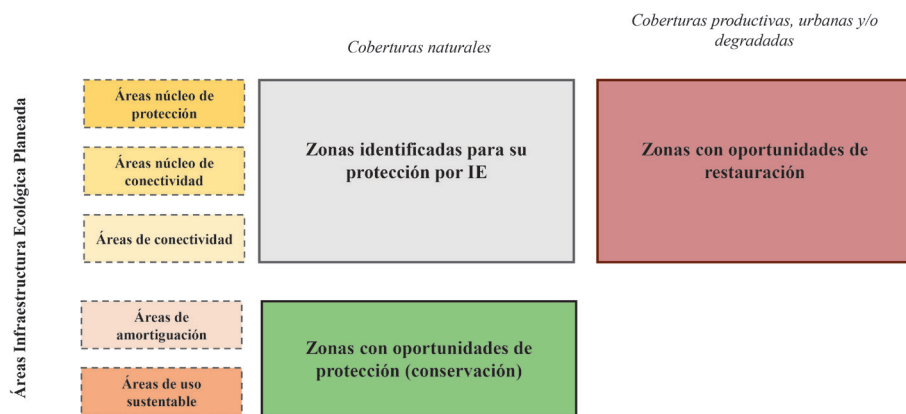 Coberturas naturales
Coberturas productivas, urbanas y/o
degradadas
Áreas Infraestructura Ecológica Planeada
Áreas núcleo de
protección
Áreas núcleo de
conectividad
Áreas de conectividad
Zonas identificadas para su
protección por IE
Zonas con oportunidades de
restauración
Áreas de
amortiguación
Áreas de uso
sustentable
Zonas con oportunidades de
protección (conservación)